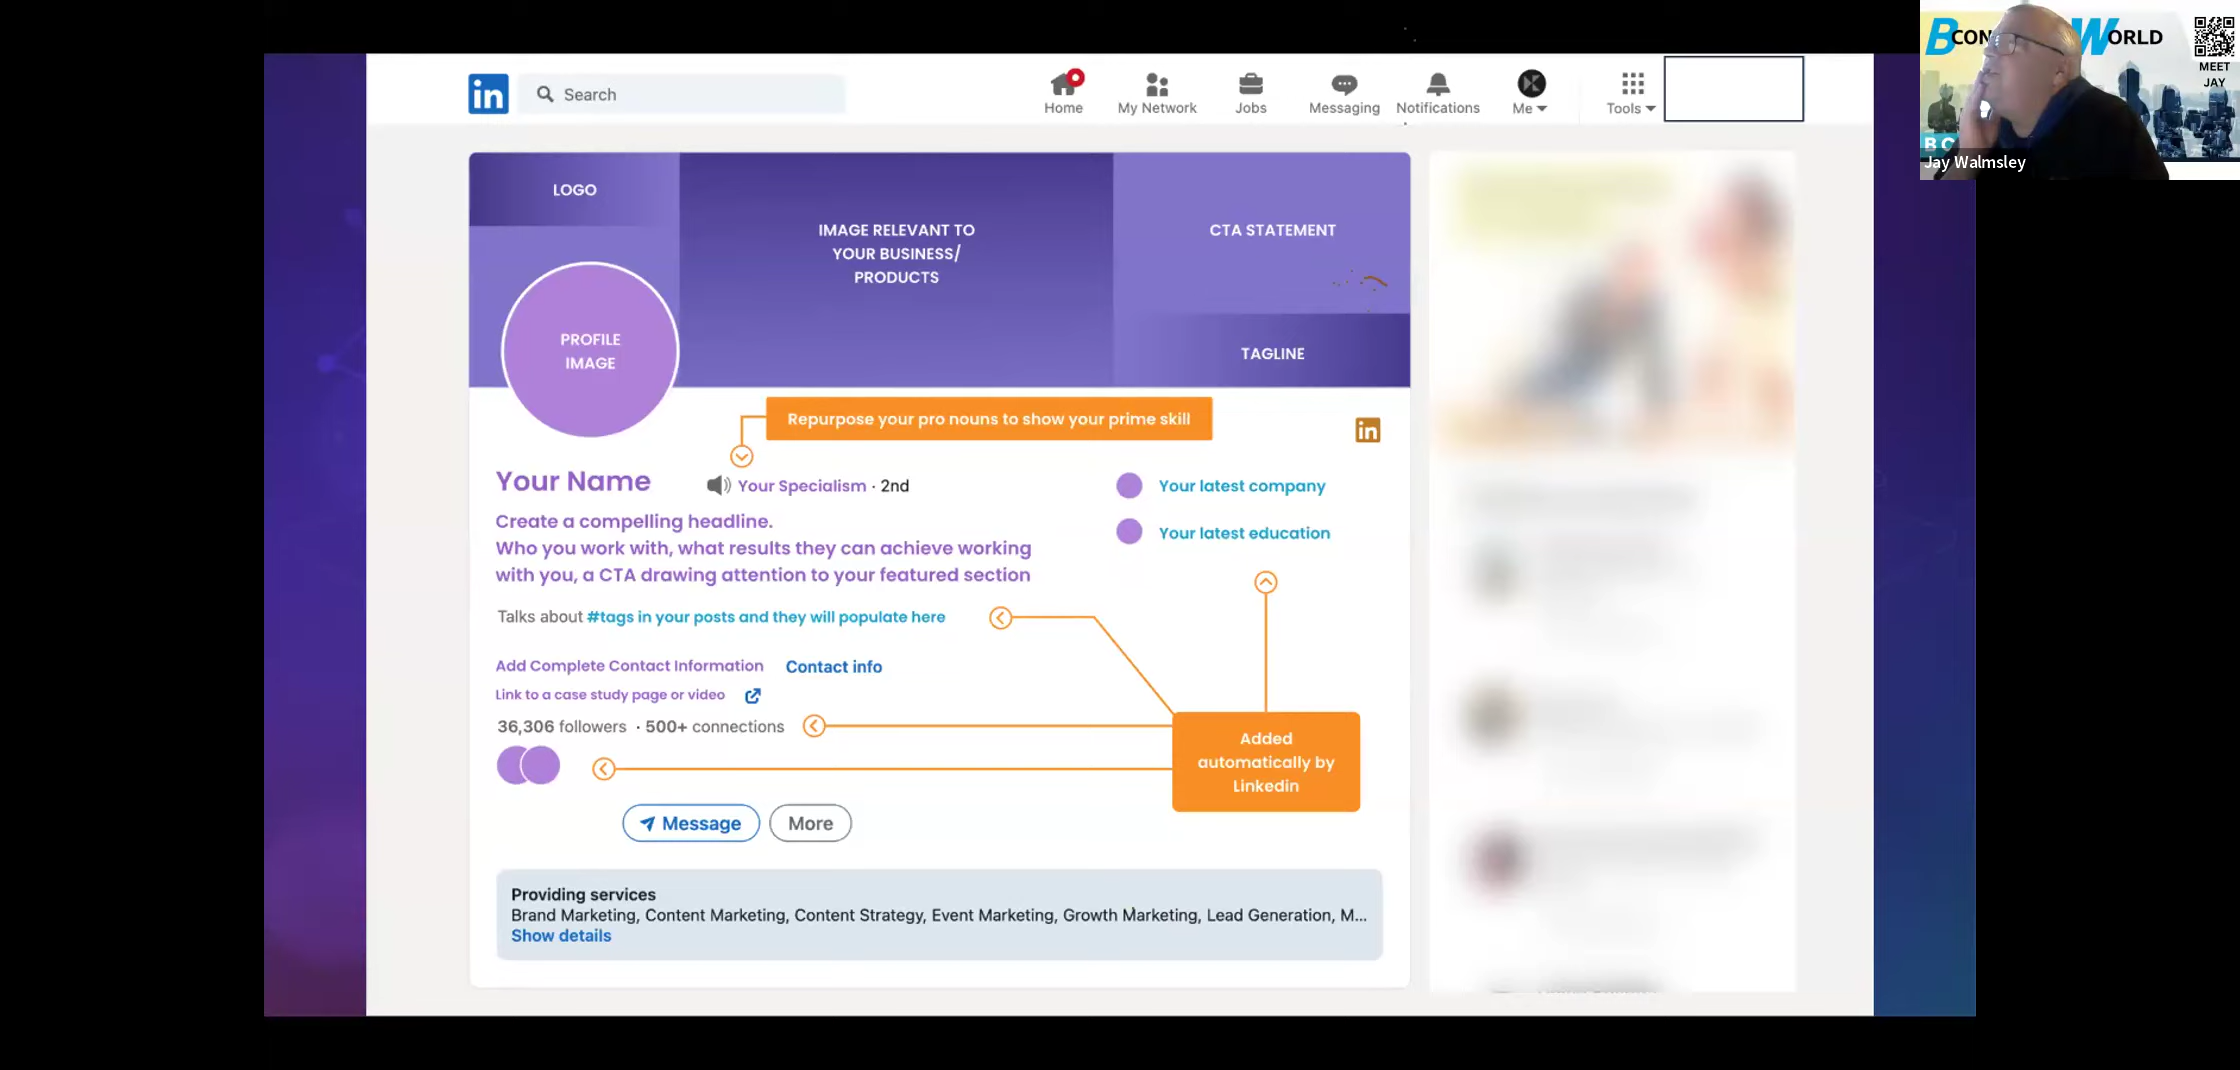 in
Search
Home
My Network
Jobs
Messaging
Notifications
Me
Tools
BCON
WORLD
MEET
JAY
BC
Jay Walmsley
LOGO
IMAGE RELEVANT TO
YOUR BUSINESS/
PRODUCTS
CTA STATEMENT
PROFILE
IMAGE
TAGLINE
Repurpose your pro nouns to show your prime skill
in
Your Name
Your Specialism · 2nd
Your latest company
Create a compelling headline.
Who you work with, what results they can achieve working
with you, a CTA drawing attention to your featured section
Your latest education
Talks about #tags in your posts and they will populate here
Add Complete Contact Information Contact info
Link to a case study page or video
36,306 followers · 500+ connections
Added
automatically by
Linkedin
Message
More
Providing services
Brand Marketing, Content Marketing, Content Strategy, Event Marketing, Growth Marketing, Lead Generation, M...
Show details